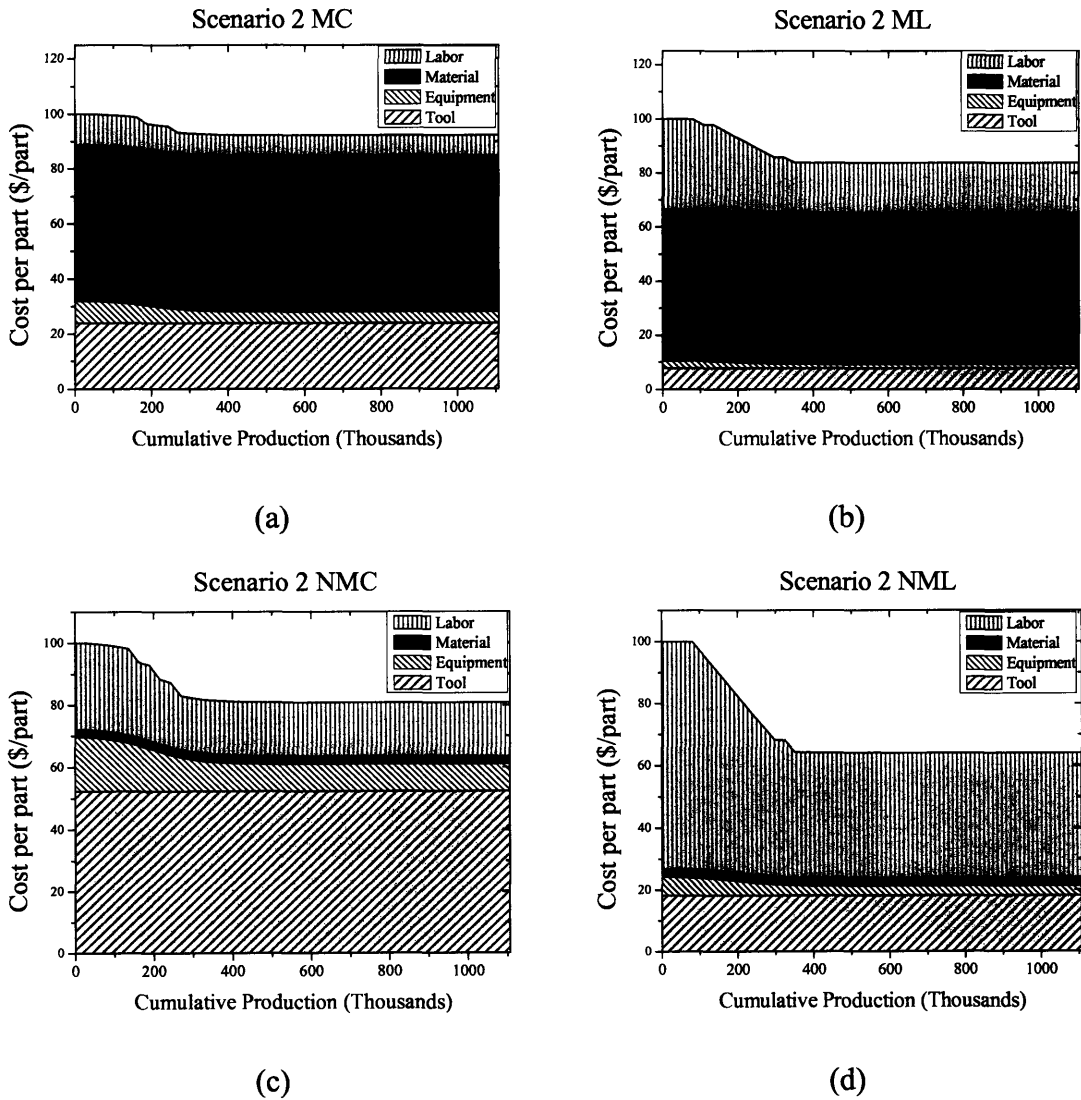 Scenario 2 MC
Labor
Material
Equipment
Tool
120
100
80
60
40
20
0
Cost per part ($/part)
0 200 400 600 800 1000
Cumulative Production (Thousands)
(a)
Scenario 2 ML
Labor
Material
Equipment
Tool
120
100
80
60
40
20
0
Cost per part ($/part)
0 200 400 600 800 1000
Cumulative Production (Thousands)
(b)
Scenario 2 NMC
Labor
Material
Equipment
Tool
100
80
60
40
20
0
Cost per part ($/part)
0 200 400 600 800 1000
Cumulative Production (Thousands)
(c)
Scenario 2 NML
Labor
Material
Equipment
Tool
100
80
60
40
20
0
Cost per part ($/part)
0 200 400 600 800 1000
Cumulative Production (Thousands)
(d)